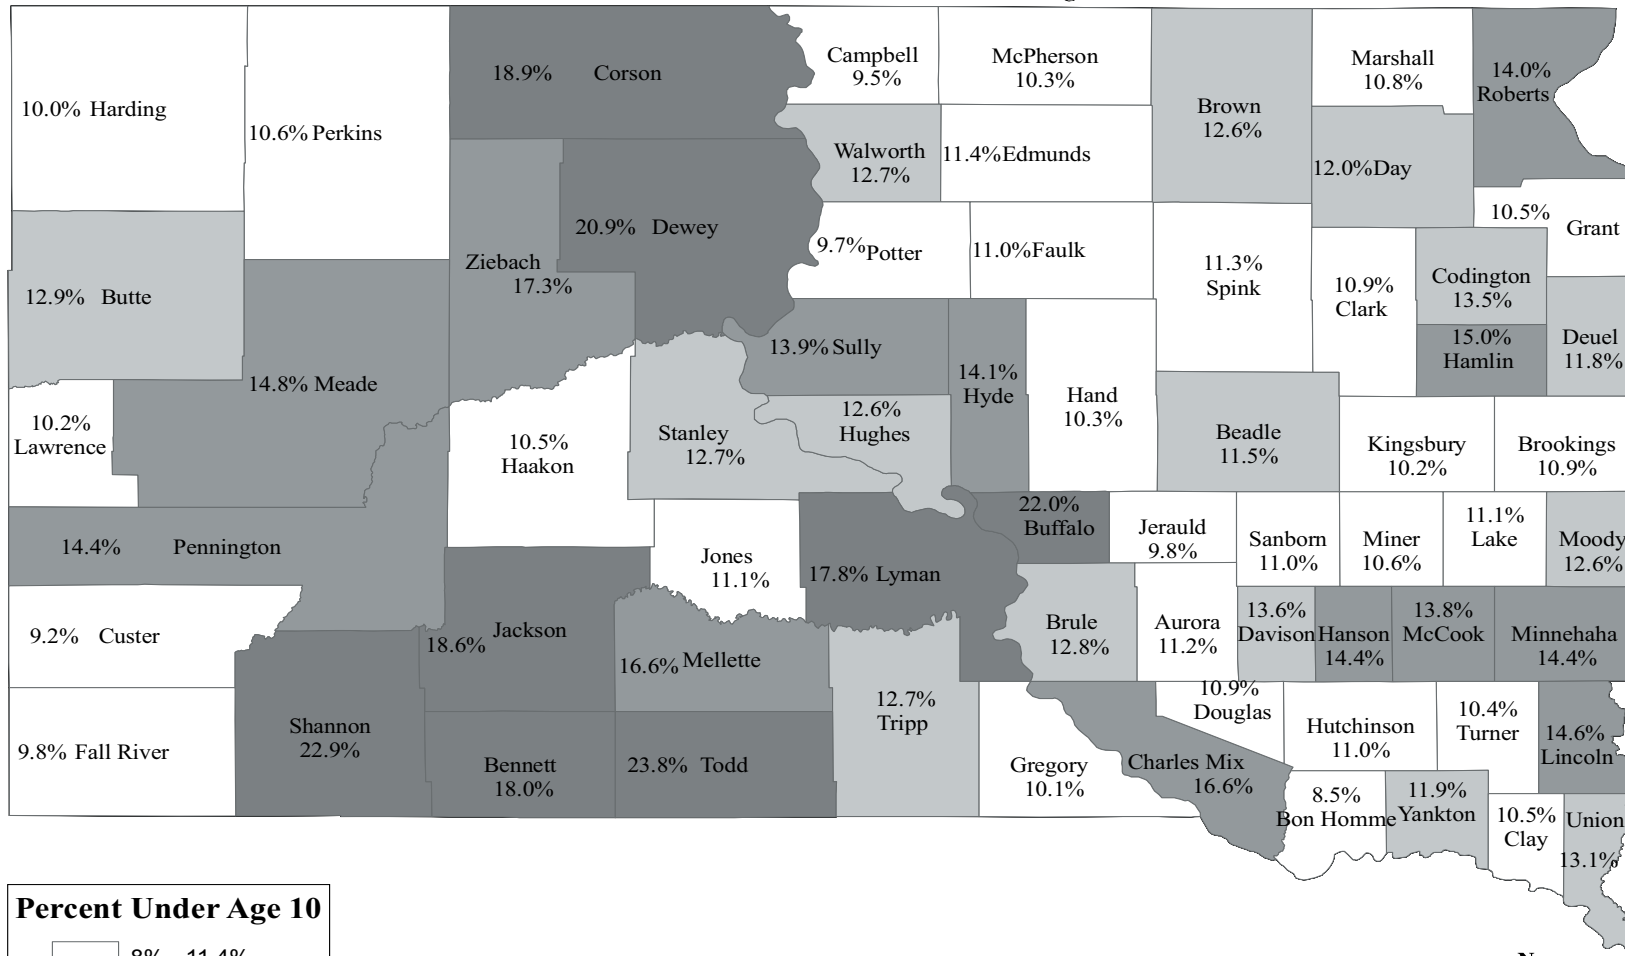 10.0% Harding
10.6% Perkins
18.9% Corson
Campbell
9.5%
McPherson
10.3%
Brown
12.6%
Marshall
10.8%
14.0%
Roberts
Walworth
12.7%
11.4% Edmunds
12.0% Day
20.9% Dewey
Ziebach
17.3%
9.7% Potter
11.0% Faulk
11.3%
Spink
10.9%
Clark
10.5%
Grant
Codington
13.5%
12.9% Butte
14.8% Meade
13.9% Sully
14.1%
Hyde
Hand
10.3%
15.0%
Hamlin
Deuel
11.8%
10.2%
Lawrence
10.5%
Haakon
Stanley
12.7%
12.6%
Hughes
Beadle
11.5%
Kingsbury
10.2%
Brookings
10.9%
14.4% Pennington
Jones
11.1%
17.8% Lyman
22.0%
Buffalo
Jerauld
9.8%
Sanborn
11.0%
Miner
10.6%
11.1%
Lake
Moody
12.6%
9.2% Custer
18.6% Jackson
16.6% Mellette
Brule
12.8%
Aurora
11.2%
13.6%
Davison
Hanson
14.4%
13.8%
McCook
Minnehaha
14.4%
9.8% Fall River
Shannon
22.9%
Bennett
18.0%
23.8% Todd
12.7%
Tripp
Gregory
10.1%
Charles Mix
16.6%
10.9%
Douglas
Hutchinson
11.0%
10.4%
Turner
14.6%
Lincoln
8.5%
Bon Homme
11.9%
Yankton
10.5%
Clay
Union
13.1%
Percent Under Age 10
8% - 11.4%
N